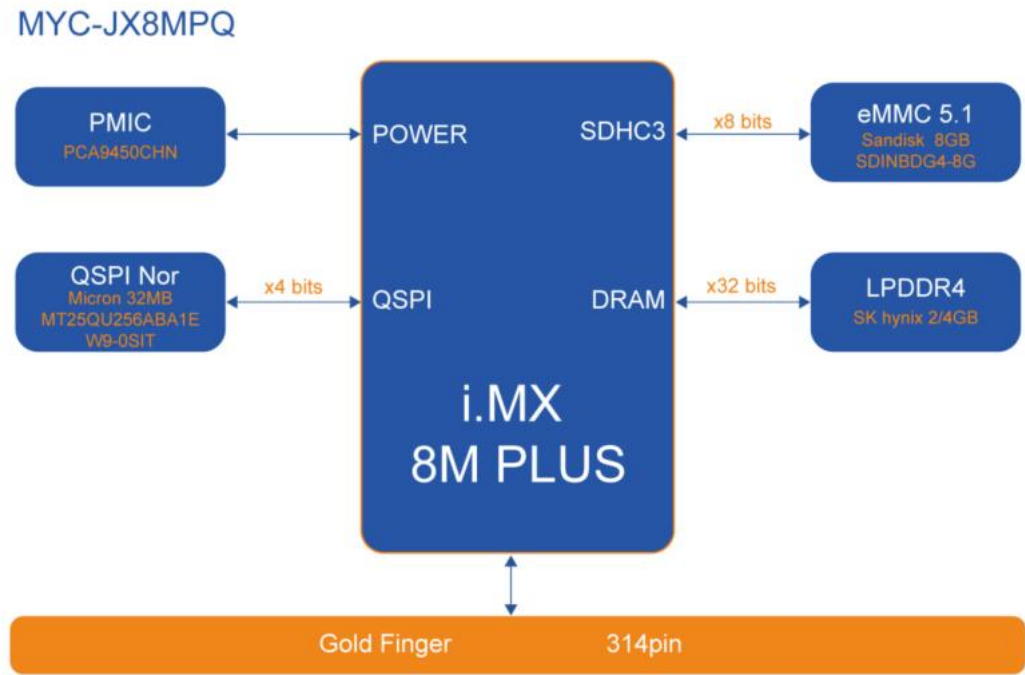 MYC-JX8MPQ
PMIC
PCA9450CHN
POWER
SDHC3
x8 bits
eMMC 5.1
Sandisk 8GB
SDINBDG4-8G
QSPI Nor
Micron 32MB
MT25QU256ABA1E
W9-0SIT
x4 bits
QSPI
DRAM
x32 bits
LPDDR4
SK hynix 2/4GB
i.MX
8M PLUS
Gold Finger 314pin